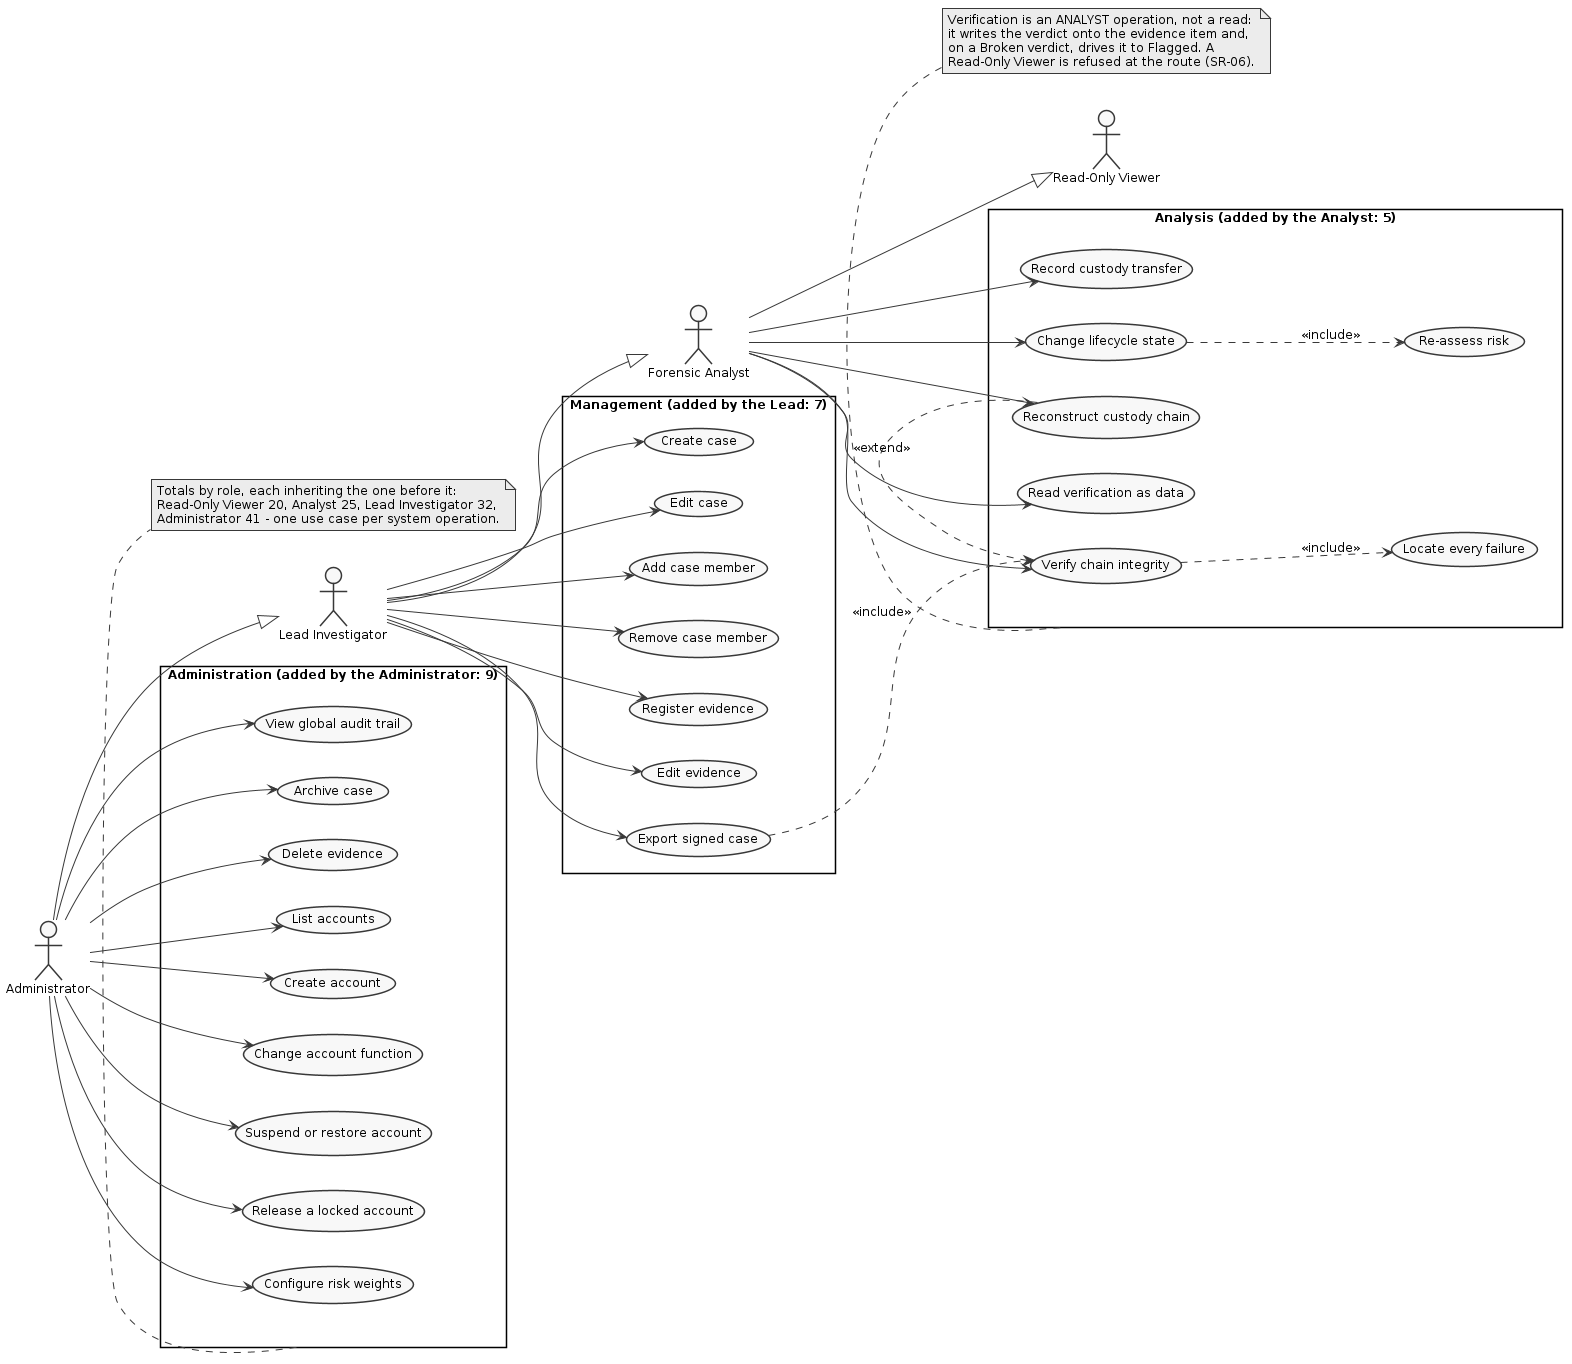 Verification is an ANALYST operation, not a read:
it writes the verdict onto the evidence item and,
on a Broken verdict, drives it to Flagged. A
Read-Only Viewer is refused at the route (SR-06).
Read-Only Viewer
Analysis (added by the Analyst: 5)
Record custody transfer
Change lifecycle state
«include»
Re-assess risk
Reconstruct custody chain
«extend»
Read verification as data
Verify chain integrity
«include»
Locate every failure
«include»
Forensic Analyst
Management (added by the Lead: 7)
Create case
Edit case
Add case member
Remove case member
Register evidence
Edit evidence
Export signed case
Totals by role, each inheriting the one before it:
Read-Only Viewer 20, Analyst 25, Lead Investigator 32,
Administrator 41 - one use case per system operation.
Lead Investigator
Administration (added by the Administrator: 9)
View global audit trail
Archive case
Delete evidence
List accounts
Create account
Change account function
Suspend or restore account
Release a locked account
Configure risk weights
Administrator